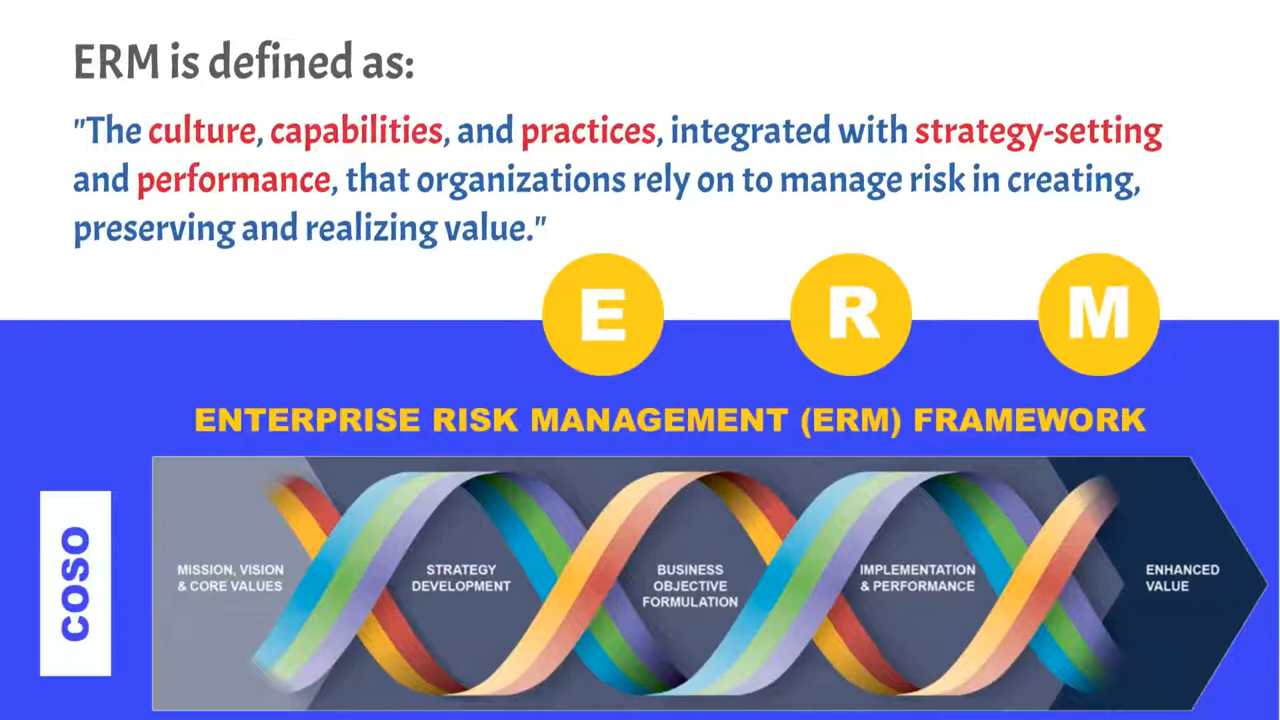 ERM is defined as:
"The culture, capabilities, and practices, integrated with strategy-setting
and performance, that organizations rely on to manage risk in creating,
preserving and realizing value."
E R M
ENTERPRISE RISK MANAGEMENT (ERM) FRAMEWORK
COSO
MISSION, VISION
& CORE VALUES
STRATEGY
DEVELOPMENT
BUSINESS
OBJECTIVE
FORMULATION
IMPLEMENTATION
& PERFORMANCE
ENHANCED
VALUE